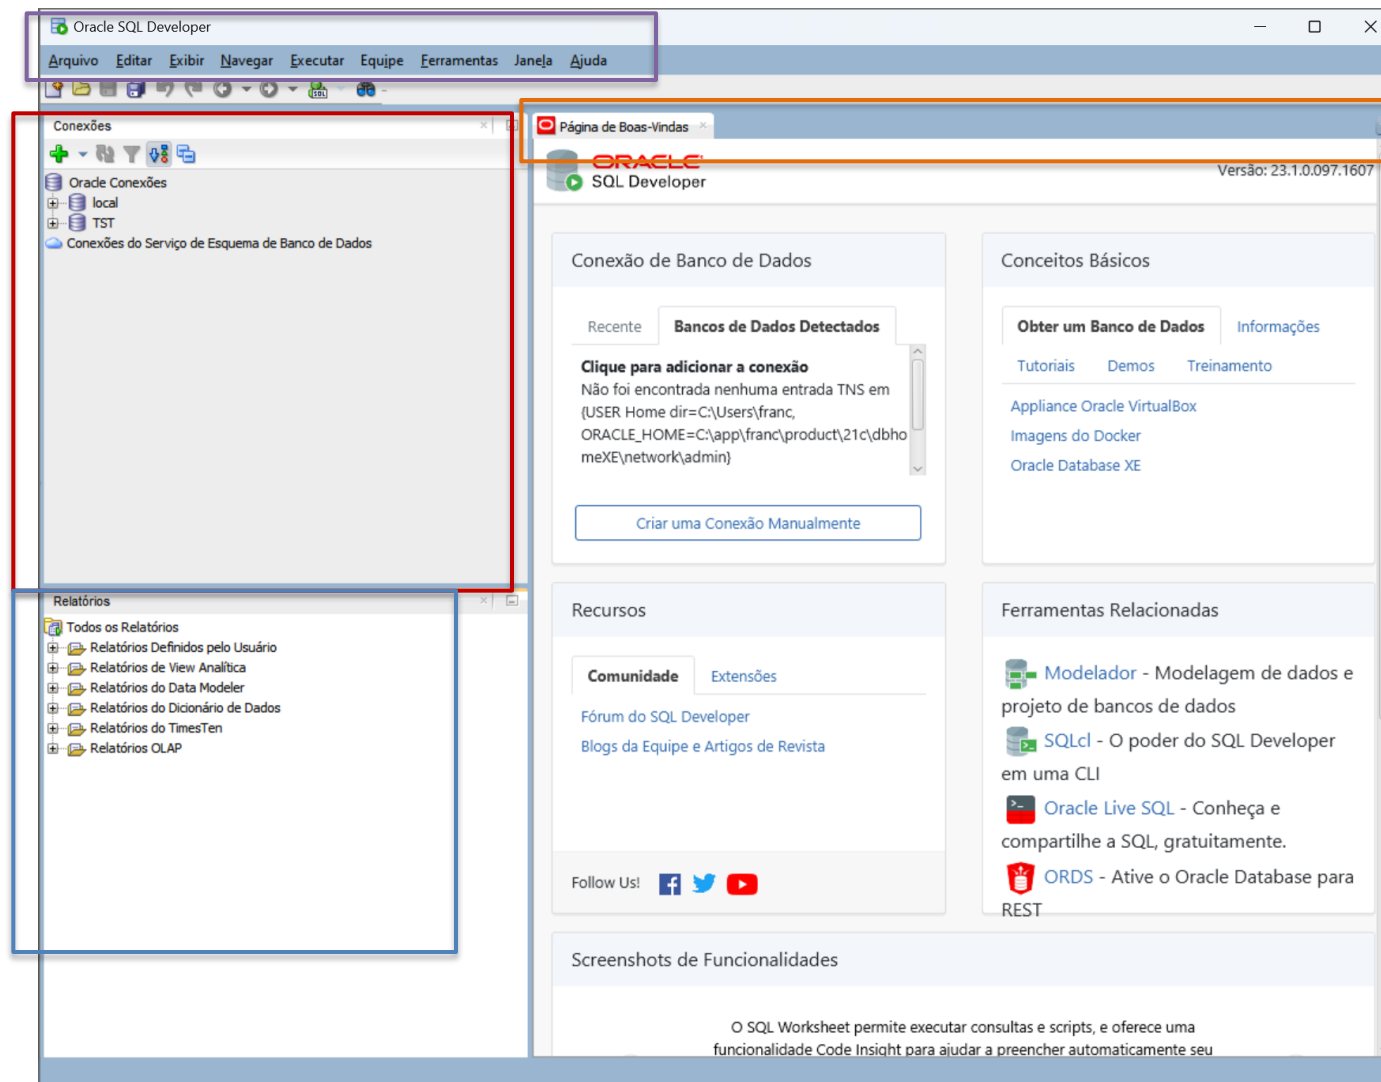 Oracle SQL Developer
Arquivo Editar Exibir Navegar Executar Equipe Ferramentas Janela Ajuda
SQL
Conexões
Oracle Conexões
local
TST
Conexões do Serviço de Esquema de Banco de Dados
Relatórios
Todos os Relatórios
Relatórios Definidos pelo Usuário
Relatórios de View Analítica
Relatórios do Data Modeler
Relatórios do Dicionário de Dados
Relatórios do TimesTen
Relatórios OLAP
Página de Boas-Vindas
ORACLE
SQL Developer
Versão: 23.1.0.097.1607
Conexão de Banco de Dados
Recente Bancos de Dados Detectados
Clique para adicionar a conexão
Não foi encontrada nenhuma entrada TNS em
{USER Home dir=C:\Users\franc,
ORACLE_HOME=C:\app\franc\product\21c\dbho
meXE\network\admin}
Criar uma Conexão Manualmente
Conceitos Básicos
Obter um Banco de Dados Informações
Tutoriais Demos Treinamento
Appliance Oracle VirtualBox
Imagens do Docker
Oracle Database XE
Recursos
Comunidade Extensões
Fórum do SQL Developer
Blogs da Equipe e Artigos de Revista
Follow Us!
Ferramentas Relacionadas
Modelador - Modelagem de dados e
projeto de bancos de dados
SQLcl - O poder do SQL Developer
em uma CLI
Oracle Live SQL - Conheça e
compartilhe a SQL, gratuitamente.
ORDS - Ative o Oracle Database para
REST
Screenshots de Funcionalidades
O SQL Worksheet permite executar consultas e scripts, e oferece uma
funcionalidade Code Insight para ajudar a preencher automaticamente seu